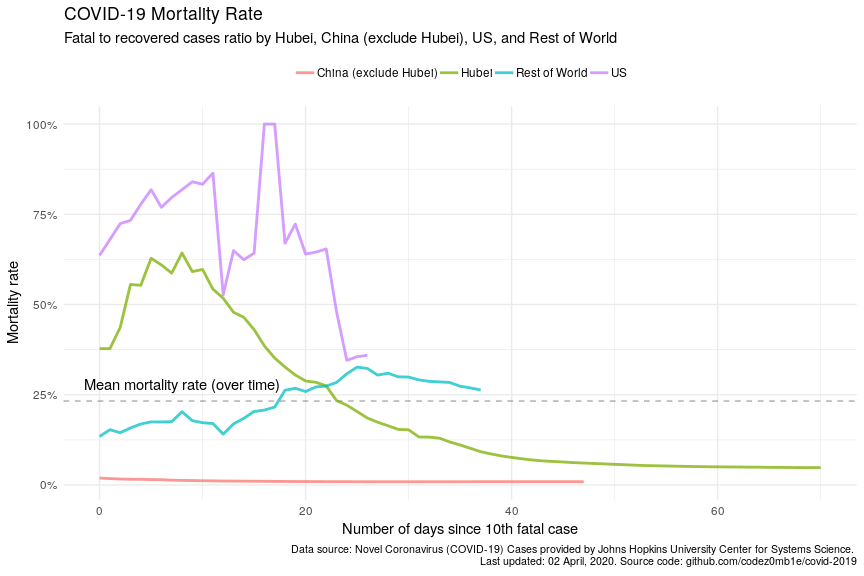 COVID-19 Mortality Rate
Fatal to recovered cases ratio by Hubei, China (exclude Hubei), US, and Rest of World
China (exclude Hubei) Hubei Rest of World US
100%
75%
50%
25%
0%
Mortality rate
Mean mortality rate (over time)
0 20 40 60
Number of days since 10th fatal case
Data source: Novel Coronavirus (COVID-19) Cases provided by Johns Hopkins University Center for Systems Science.
Last updated: 02 April, 2020. Source code: github.com/codez0mb1e/covid-2019